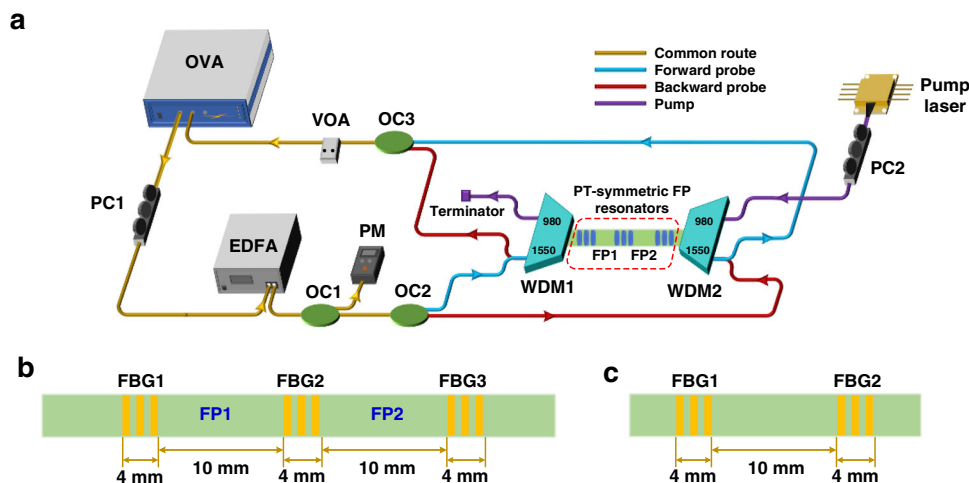 a
OVA
Common route
Forward probe
Backward probe
Pump
Pump
laser
VOA
OC3
PC2
PC1
PT-symmetric FP
resonators
Terminator
980
980
EDFA
PM
1550
FP1
FP2
1550
WDM1
WDM2
OC1
OC2
b
FBG1
FBG2
FBG3
FP1
FP2
10 mm
10 mm
4 mm
4 mm
4 mm
c
FBG1
FBG2
10 mm
4 mm
4 mm